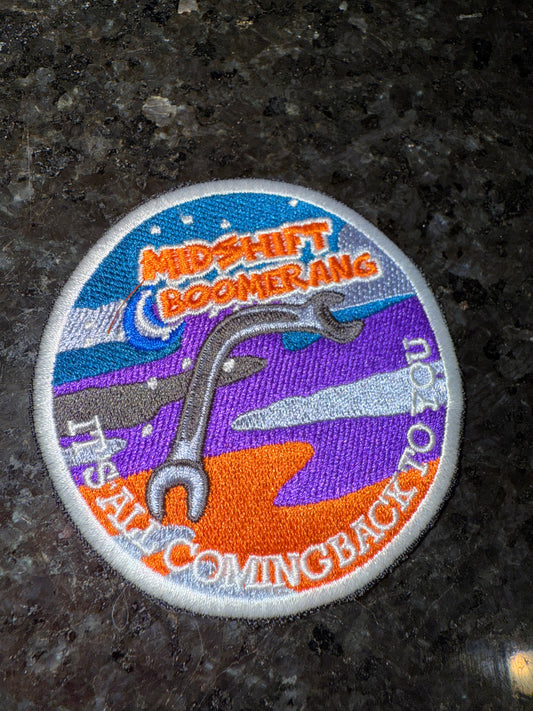 MIDSHIFT
BOOMERANG
IT'S ALL COMING BACK TO YOU